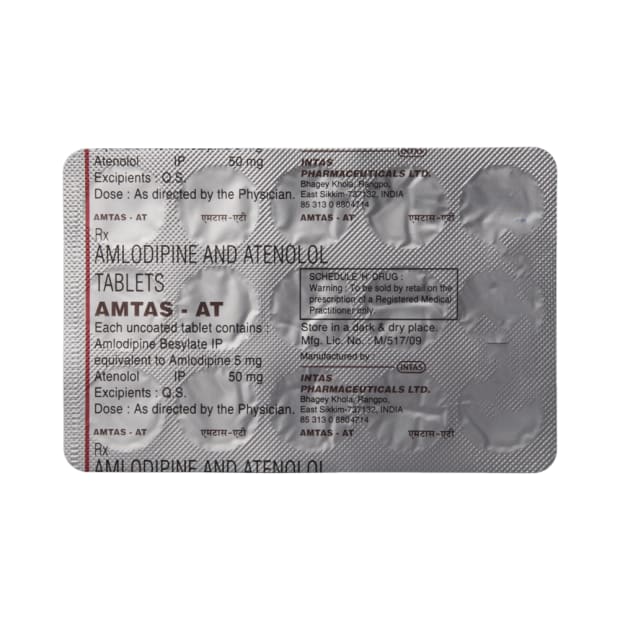 Atenolol IP 50 mg
Excipients : Q.S.
Dose : As directed by the Physician.
AMTAS - AT एमटास-एटी
INTAS
INTAS
PHARMACEUTICALS LTD.
Bhagey Khola, Rangpo,
East Sikkim-737132, INDIA
85 313 0 8804714
AMTAS - AT एमटास-एटी
Rx
AMLODIPINE AND ATENOLOL
TABLETS
AMTAS - AT
Each uncoated tablet contains :
Amlodipine Besylate IP
equivalent to Amlodipine 5 mg
Atenolol IP 50 mg
Excipients : Q.S.
Dose : As directed by the Physician.
AMTAS - AT एमटास-एटी
SCHEDULE H DRUG :
Warning : To be sold by retail on the
prescription of a Registered Medical
Practitioner only.
Store in a dark & dry place.
Mfg. Lic. No. : M/517/09
Manufactured by
INTAS
INTAS
PHARMACEUTICALS LTD.
Bhagey Khola, Rangpo,
East Sikkim-737132, INDIA
85 313 0 8804714
AMTAS - AT एमटास-एटी
Rx
AMLODIPINE AND ATENOLOL